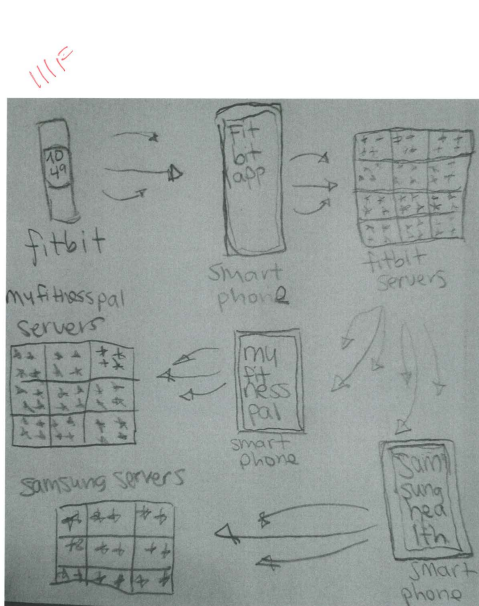 111F
10
49
fitbit
Fit
bit
app
smart
phone
fitbit
servers
myfitnesspal
servers
my
fit
ness
pal
smart
phone
samsung servers
Sam
sung
hea
lth
smart
phone